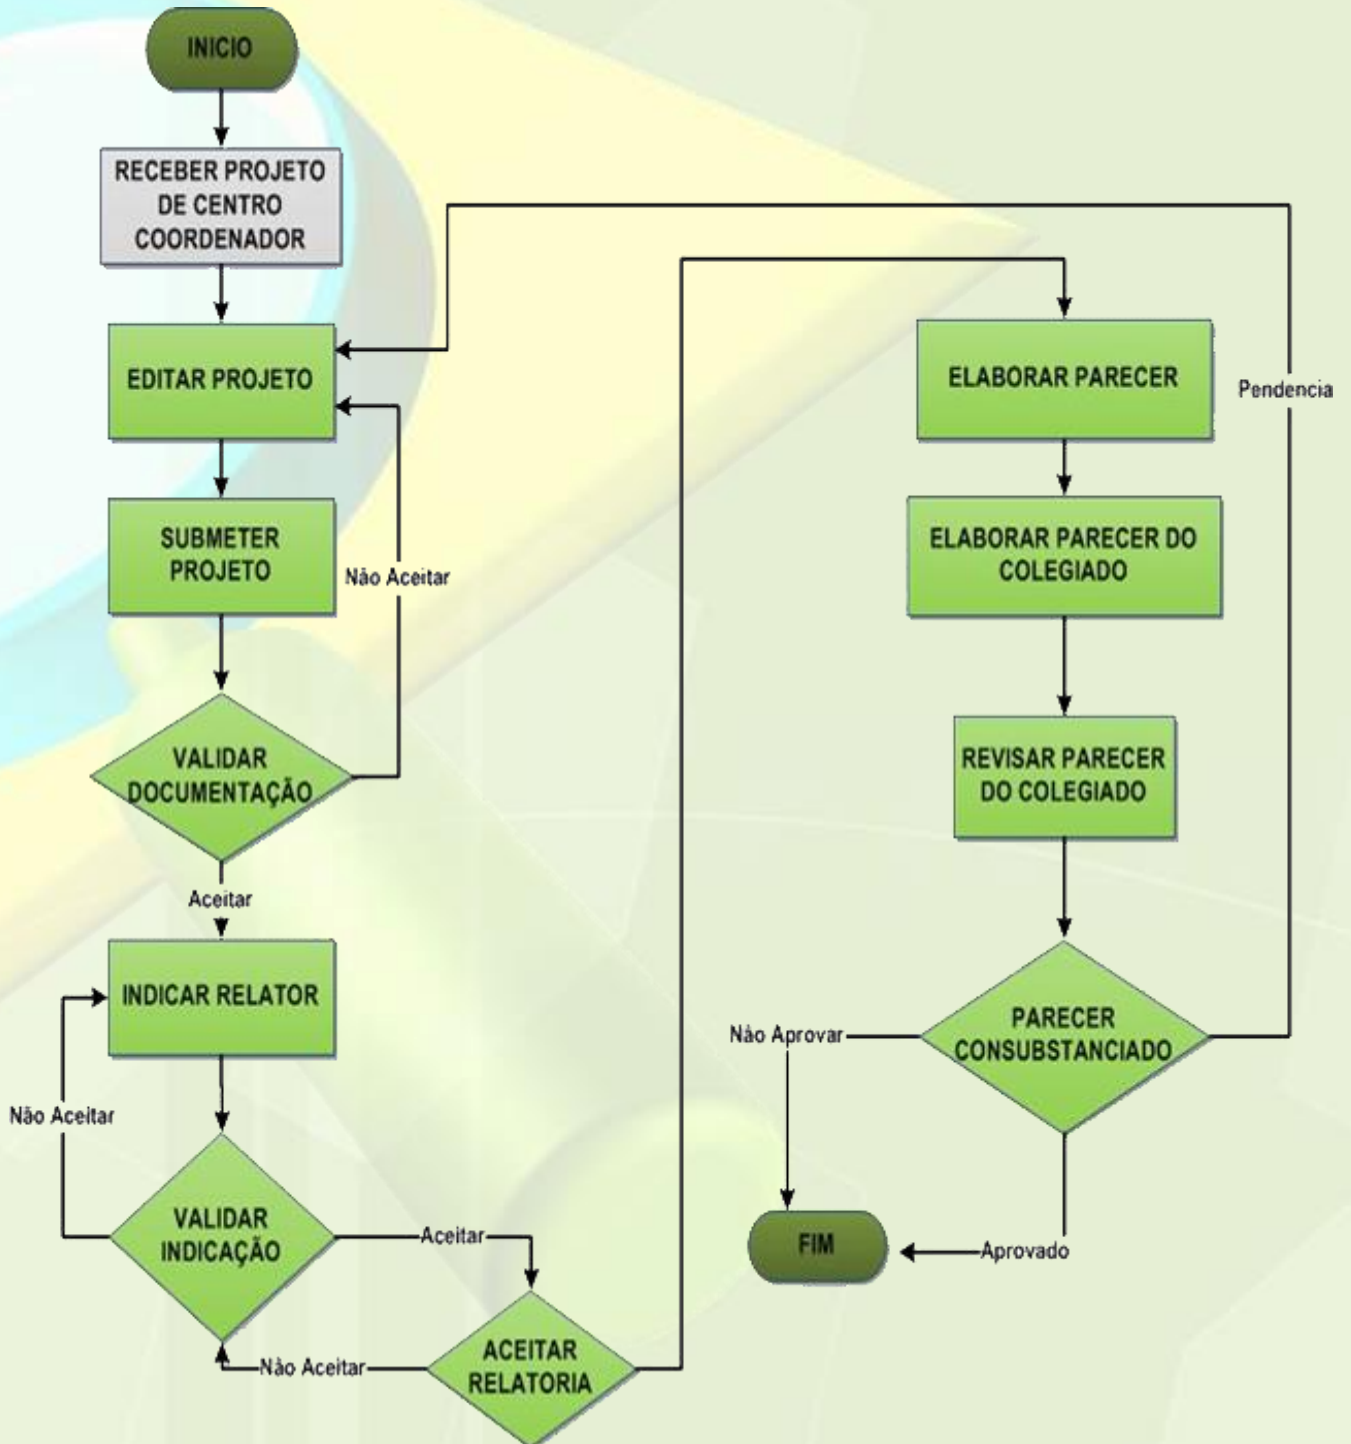 INICIO
RECEBER PROJETO
DE CENTRO
COORDENADOR
EDITAR PROJETO
SUBMETER
PROJETO
Não Aceitar
VALIDAR
DOCUMENTAÇÃO
Aceitar
INDICAR RELATOR
Não Aceitar
VALIDAR
INDICAÇÃO
Aceitar
Não Aceitar
ACEITAR
RELATORIA
ELABORAR PARECER
Pendencia
ELABORAR PARECER DO
COLEGIADO
REVISAR PARECER
DO COLEGIADO
PARECER
CONSUBSTANCIADO
Não Aprovar
Aprovado
FIM